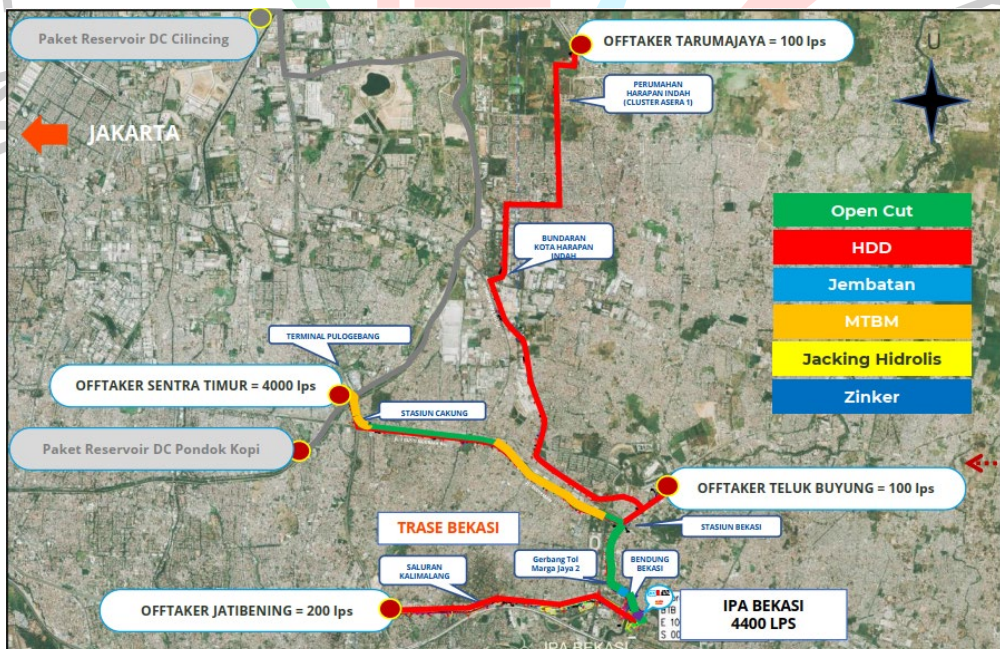 Paket Reservoir DC Cilincing
OFFTAKER TARUMAJAYA = 100 lps
U
PERUMAHAN
HARAPAN INDAH
(CLUSTER ASERA 1)
JAKARTA
Open Cut
HDD
Jembatan
MTBM
Jacking Hidrolis
Zinker
BUNDARAN
KOTA HARAPAN
INDAH
TERMINAL PULOGEBANG
OFFTAKER SENTRA TIMUR = 4000 lps
STASIUN CAKUNG
Paket Reservoir DC Pondok Kopi
OFFTAKER TELUK BUYUNG = 100 lps
TRASE BEKASI
STASIUN BEKASI
SALURAN
KALIMALANG
Gerbang Tol
Marga Jaya 2
BENDUNG
BEKASI
OFFTAKER JATIBENING = 200 lps
IPA BEKASI
4400 LPS
IPA BEKASI